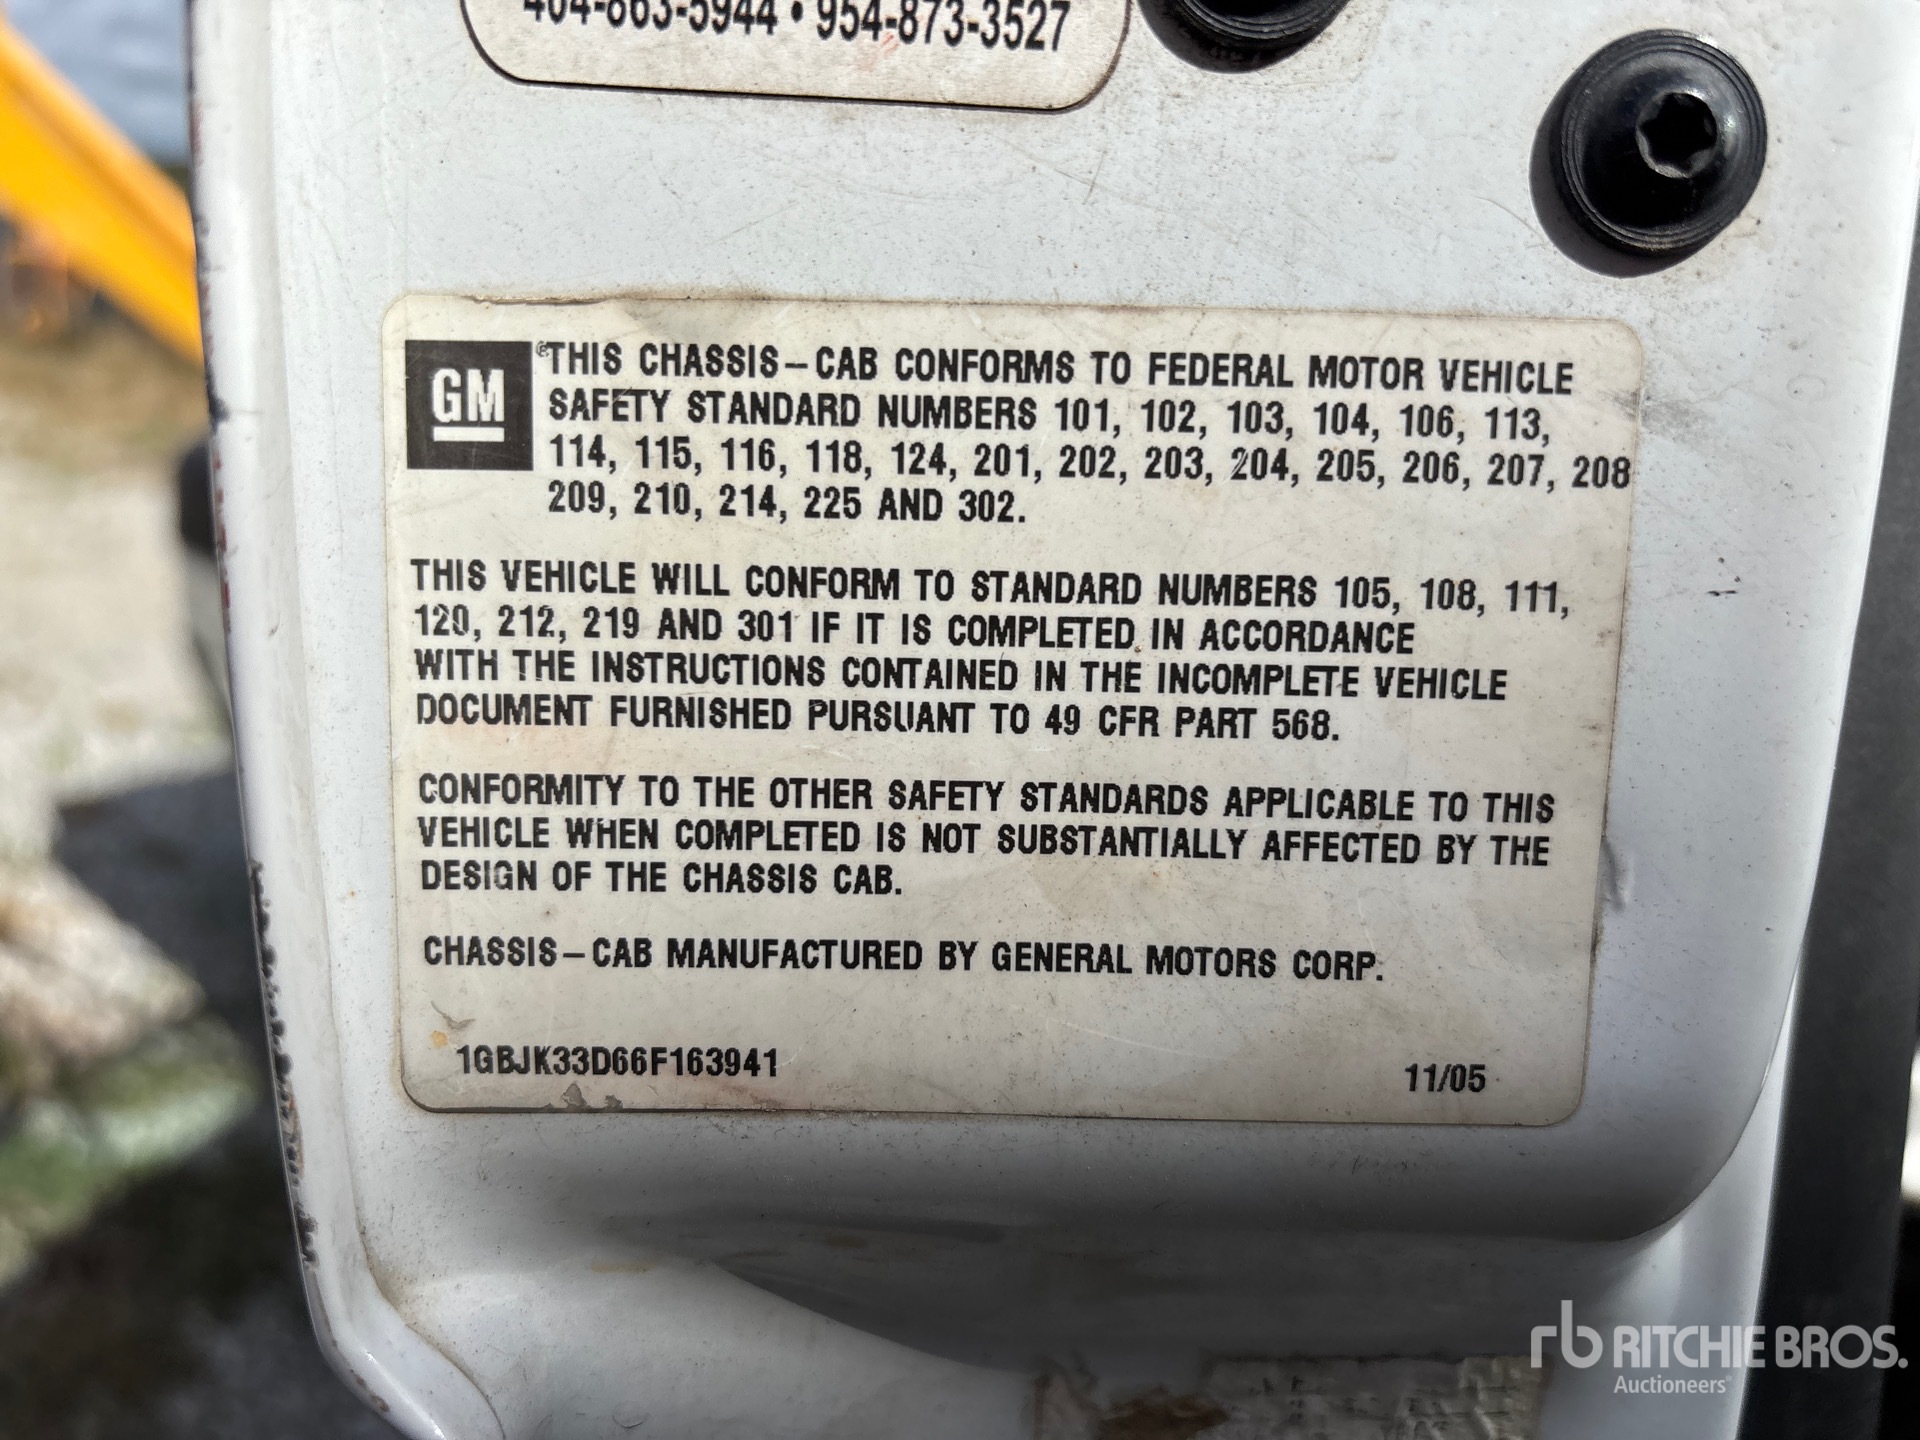 404-863-5944 • 954-873-3527
GM
®THIS CHASSIS-CAB CONFORMS TO FEDERAL MOTOR VEHICLE
SAFETY STANDARD NUMBERS 101, 102, 103, 104, 106, 113,
114, 115, 116, 118, 124, 201, 202, 203, 204, 205, 206, 207, 208
209, 210, 214, 225 AND 302.
THIS VEHICLE WILL CONFORM TO STANDARD NUMBERS 105, 108, 111,
120, 212, 219 AND 301 IF IT IS COMPLETED IN ACCORDANCE
WITH THE INSTRUCTIONS CONTAINED IN THE INCOMPLETE VEHICLE
DOCUMENT FURNISHED PURSUANT TO 49 CFR PART 568.
CONFORMITY TO THE OTHER SAFETY STANDARDS APPLICABLE TO THIS
VEHICLE WHEN COMPLETED IS NOT SUBSTANTIALLY AFFECTED BY THE
DESIGN OF THE CHASSIS CAB.
CHASSIS-CAB MANUFACTURED BY GENERAL MOTORS CORP.
1GBJK33D66F163941
11/05
rb RITCHIE BROS.
Auctioneers